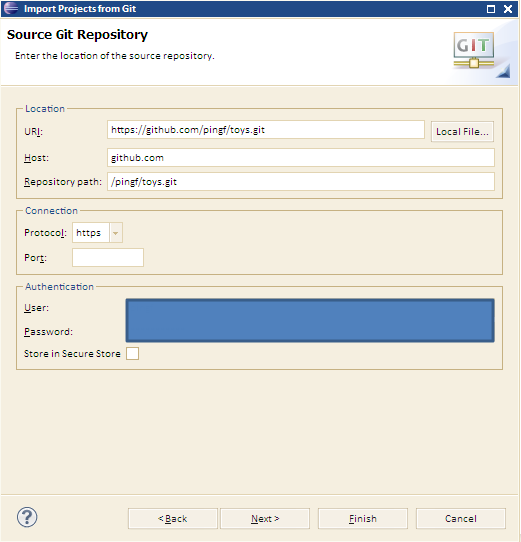 Import Projects from Git
Source Git Repository
Enter the location of the source repository.
GIT
Location
URI: https://github.com/pingf/toys.git Local File...
Host: github.com
Repository path: /pingf/toys.git
Connection
Protocol: https
Port:
Authentication
User:
Password:
Store in Secure Store
? < Back Next > Finish Cancel